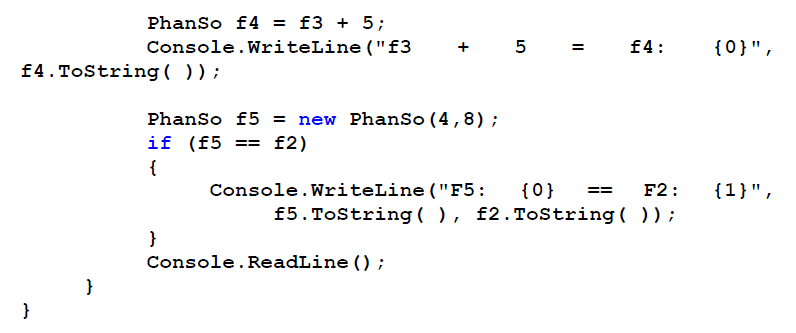 PhanSo f4 = f3 + 5;
Console.WriteLine("f3 + 5 = f4: {0}",
f4.ToString( ));
PhanSo f5 = new PhanSo(4,8);
if (f5 == f2)
{
Console.WriteLine("F5: {0} == F2: {1}",
f5.ToString( ), f2.ToString( ));
}
Console.ReadLine();
}
}